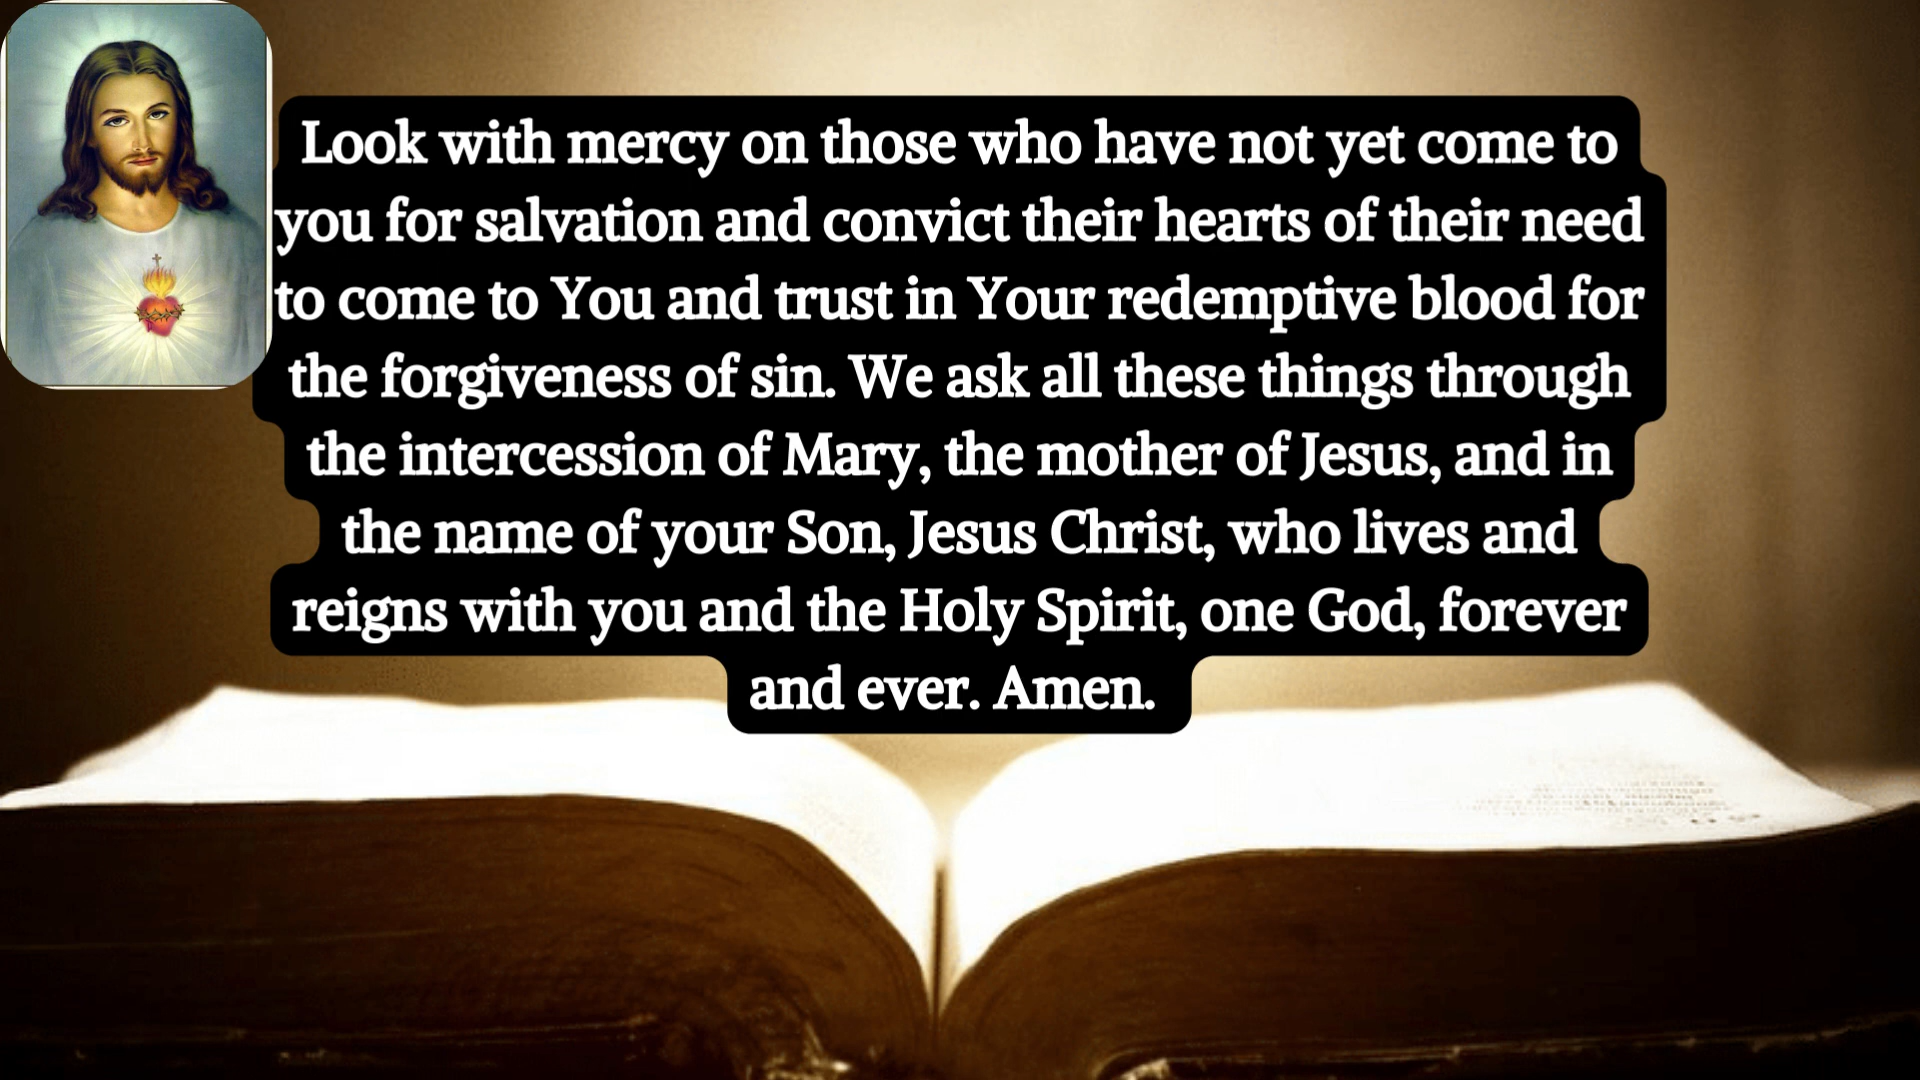 Look with mercy on those who have not yet come to
you for salvation and convict their hearts of their need
to come to You and trust in Your redemptive blood for
the forgiveness of sin. We ask all these things through
the intercession of Mary, the mother of Jesus, and in
the name of your Son, Jesus Christ, who lives and
reigns with you and the Holy Spirit, one God, forever
and ever. Amen.